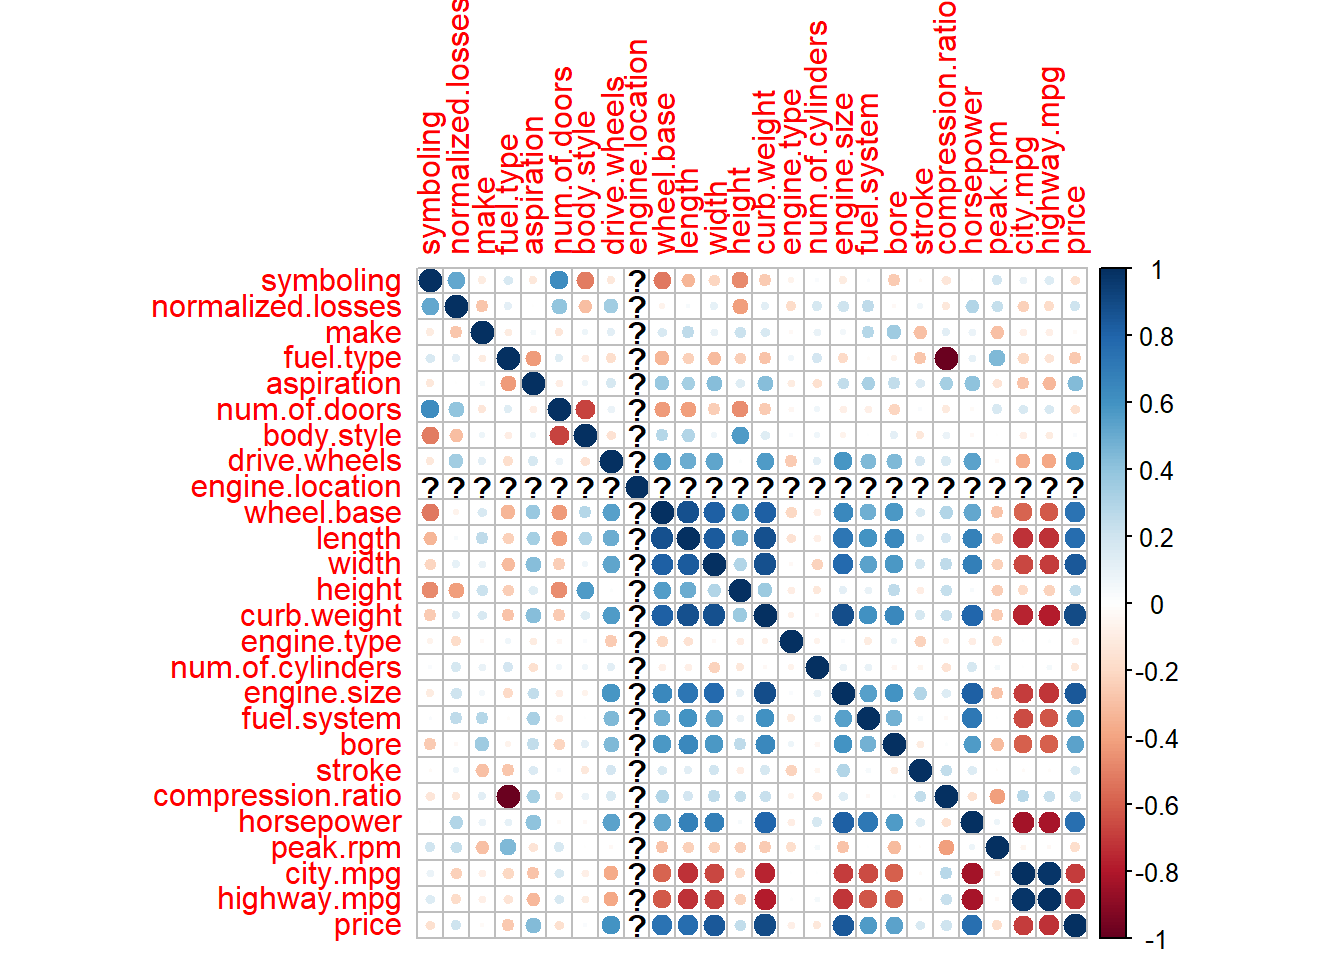 symboling
normalized.losses
make
fuel.type
aspiration
num.of.doors
body.style
drive.wheels
engine.location
wheel.base
length
width
height
curb.weight
engine.type
num.of.cylinders
engine.size
fuel.system
bore
stroke
compression.ratio
horsepower
peak.rpm
city.mpg
highway.mpg
price
symboling ?
normalized.losses ?
make ?
fuel.type ?
aspiration ?
num.of.doors ?
body.style ?
drive.wheels ?
engine.location ? ? ? ? ? ? ? ? ? ? ? ? ? ? ? ? ? ? ? ? ? ? ? ? ?
wheel.base ?
length ?
width ?
height ?
curb.weight ?
engine.type ?
num.of.cylinders ?
engine.size ?
fuel.system ?
bore ?
stroke ?
compression.ratio ?
horsepower ?
peak.rpm ?
city.mpg ?
highway.mpg ?
price ?
1
0.8
0.6
0.4
0.2
0
-0.2
-0.4
-0.6
-0.8
-1